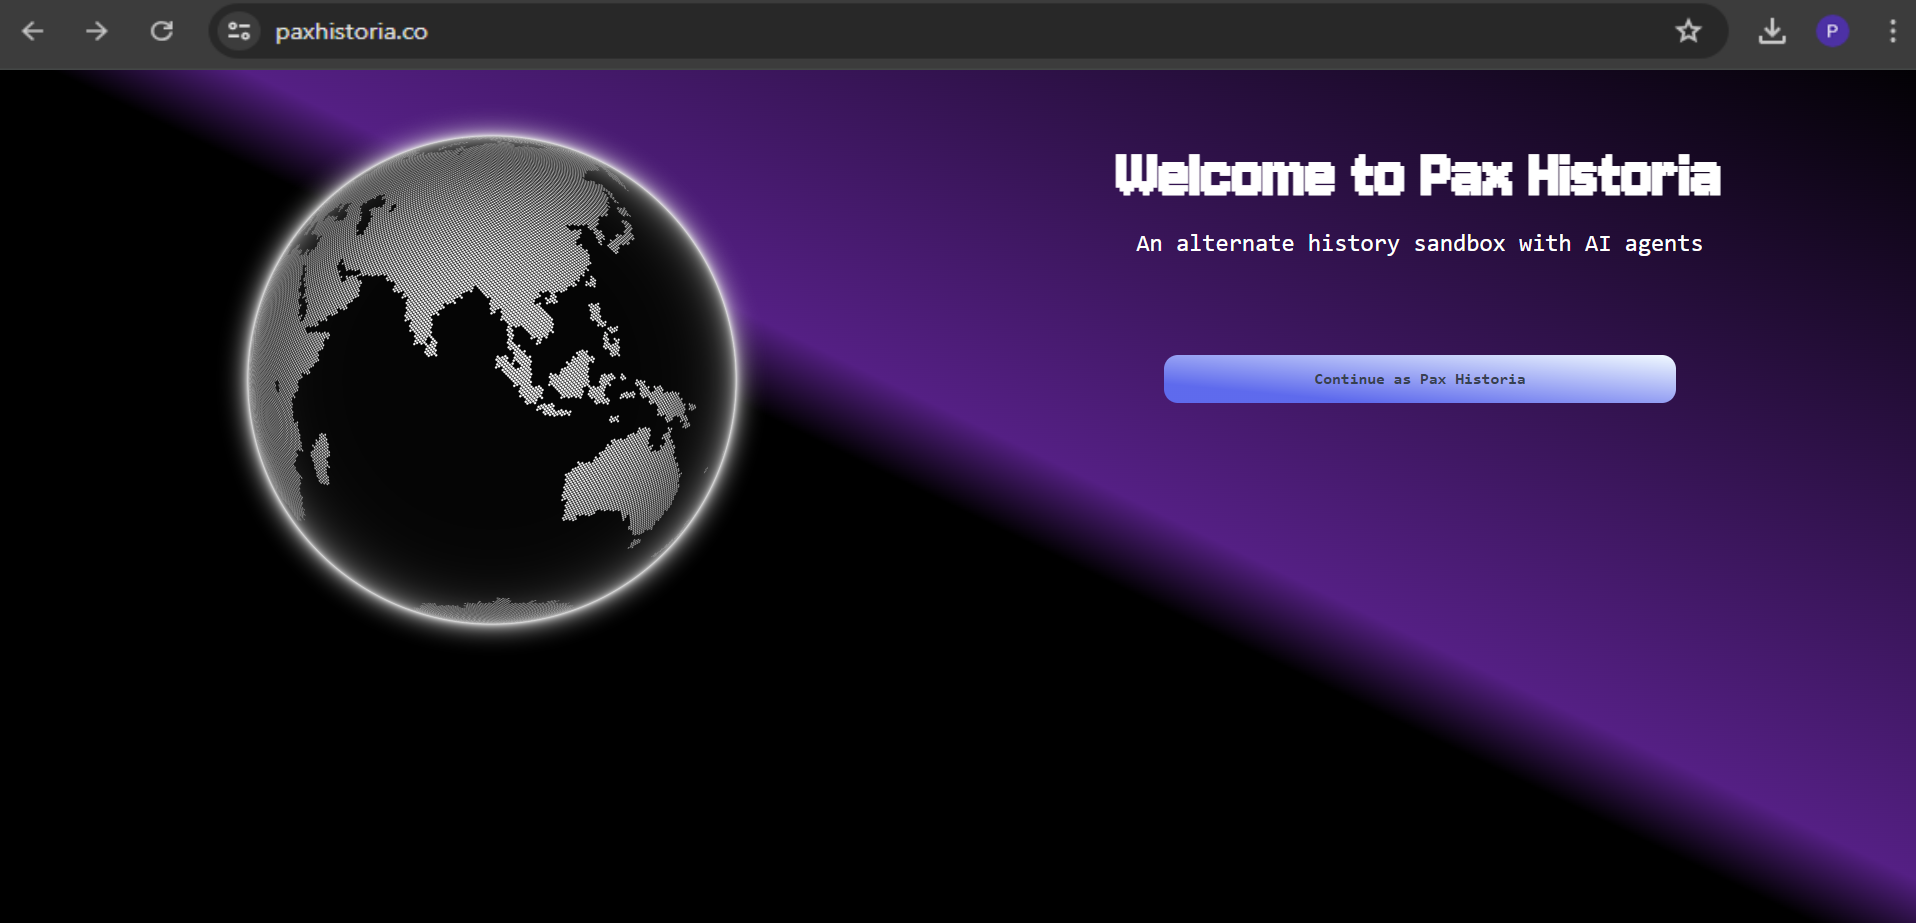 paxhistoria.co
P
Welcome to Pax Historia
An alternate history sandbox with AI agents
Continue as Pax Historia